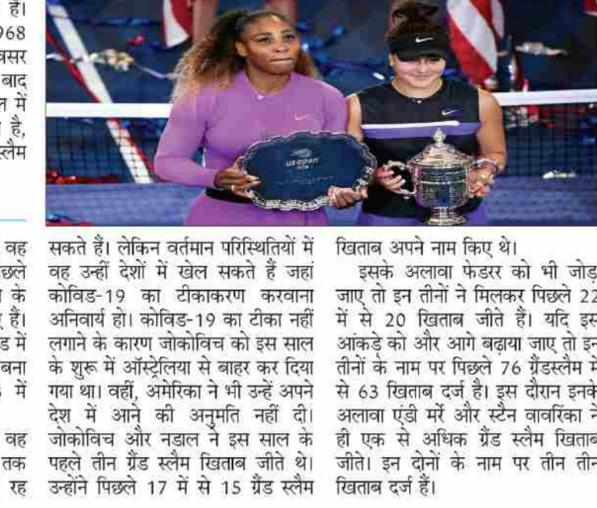 है।
968
वसर
बाद
न में
है,
स्लैम
वह
छले
के
हैं।
ड में
बना
में
वह
तक
रह
US OPEN
सकते हैं। लेकिन वर्तमान परिस्थितियों में
वह उन्हीं देशों में खेल सकते हैं जहां
कोविड-19 का टीकाकरण करवाना
अनिवार्य हो। कोविड-19 का टीका नहीं
लगाने के कारण जोकोविच को इस साल
के शुरू में ऑस्ट्रेलिया से बाहर कर दिया
गया था। वहीं, अमेरिका ने भी उन्हें अपने
देश में आने की अनुमति नहीं दी।
जोकोविच और नडाल ने इस साल के
पहले तीन ग्रैंड स्लैम खिताब जीते थे।
उन्होंने पिछले 17 में से 15 ग्रैंड स्लैम
खिताब अपने नाम किए थे।
इसके अलावा फेडरर को भी जोड़
जाए तो इन तीनों ने मिलकर पिछले 22
में से 20 खिताब जीते हैं। यदि इस
आंकड़े को और आगे बढ़ाया जाए तो इन
तीनों के नाम पर पिछले 76 ग्रैंडस्लैम में
से 63 खिताब दर्ज है। इस दौरान इनके
अलावा एंडी मर्रे और स्टैन वावरिंका ने
ही एक से अधिक ग्रैंड स्लैम खिताब
जीते। इन दोनों के नाम पर तीन तीन
खिताब दर्ज हैं।